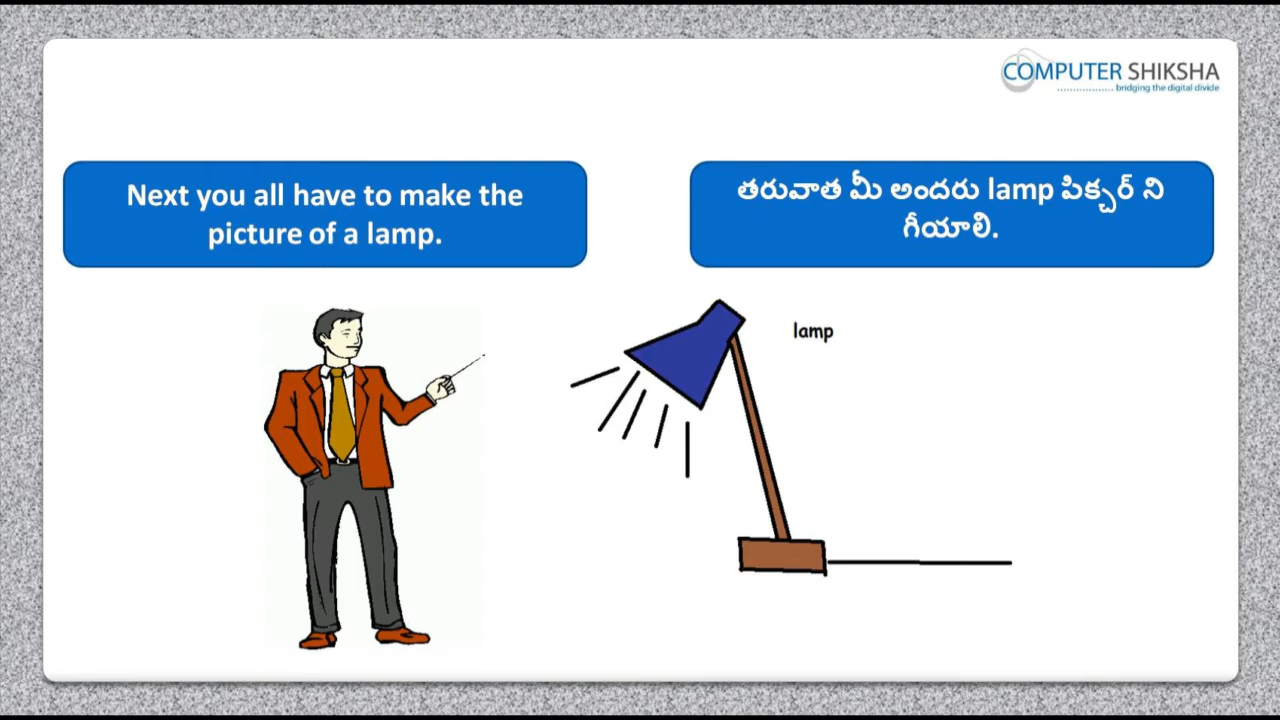 COMPUTER SHIKSHA
bridging the digital divide
Next you all have to make the
picture of a lamp.
తరువాత మీ అందరు lamp పిక్చర్ ని
గీయాలి.
lamp